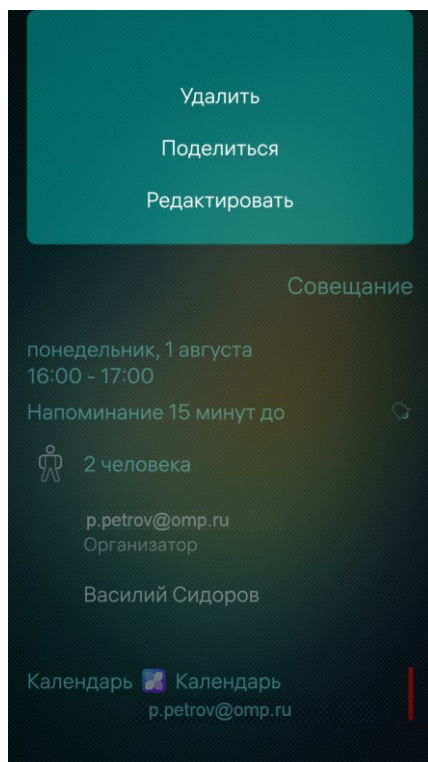 Удалить
Поделиться
Редактировать
Совещание
понедельник, 1 августа
16:00 - 17:00
Напоминание 15 минут до
2 человека
p.petrov@omp.ru
Организатор
Василий Сидоров
Календарь Календарь
p.petrov@omp.ru